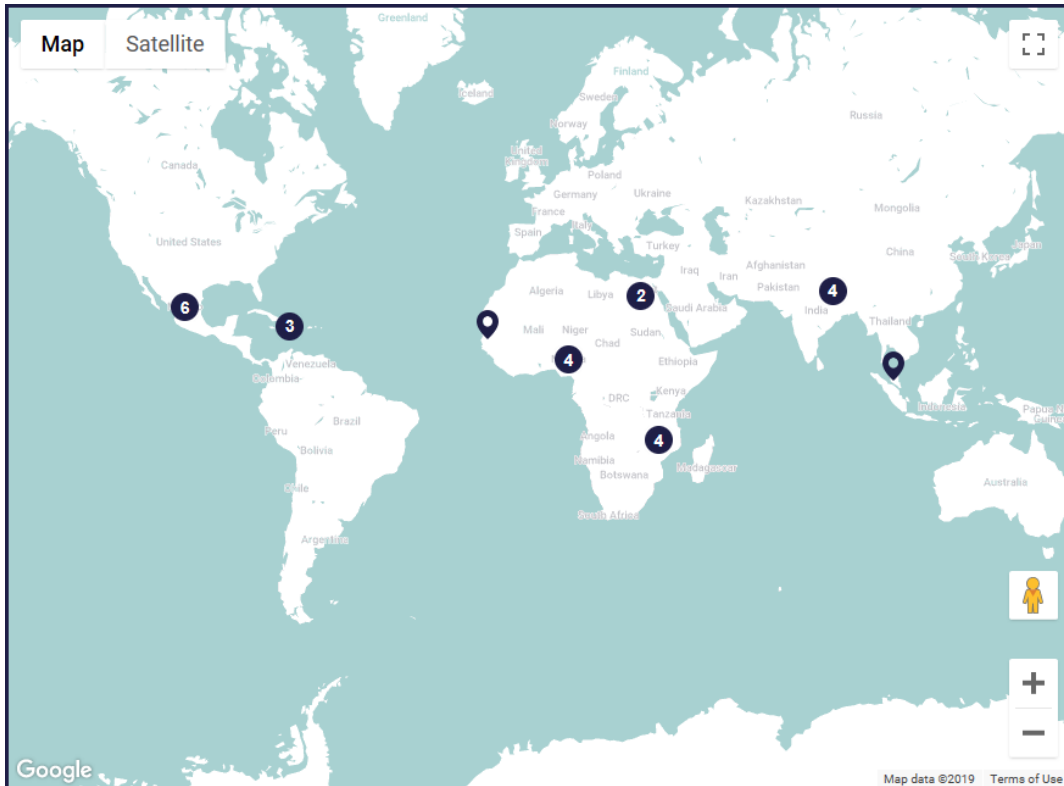 Greenland
Map Satellite
Finland
Iceland
Sweden
Norway
Russia
United
Kingdom
Canada
Poland
Germany
Ukraine
Kazakhstan
Mongolia
France
Italy
Spain
United States
Turkey
Japan
South Korea
China
Iraq
Iran
Afghanistan
Pakistan
Algeria
Libya
2
4
Saudi Arabia
6
India
3
Mali
Niger
Sudan
Thailand
Chad
4
Ethiopia
Venezuela
Colombia
Kenya
DRC
Indonesia
Papua New
Guinea
Tanzania
Brazil
Peru
Angola
4
Bolivia
Namibia
Botswana
Madagascar
Chile
Australia
South Africa
Argentina
Google
Map data ©2019 Terms of Use